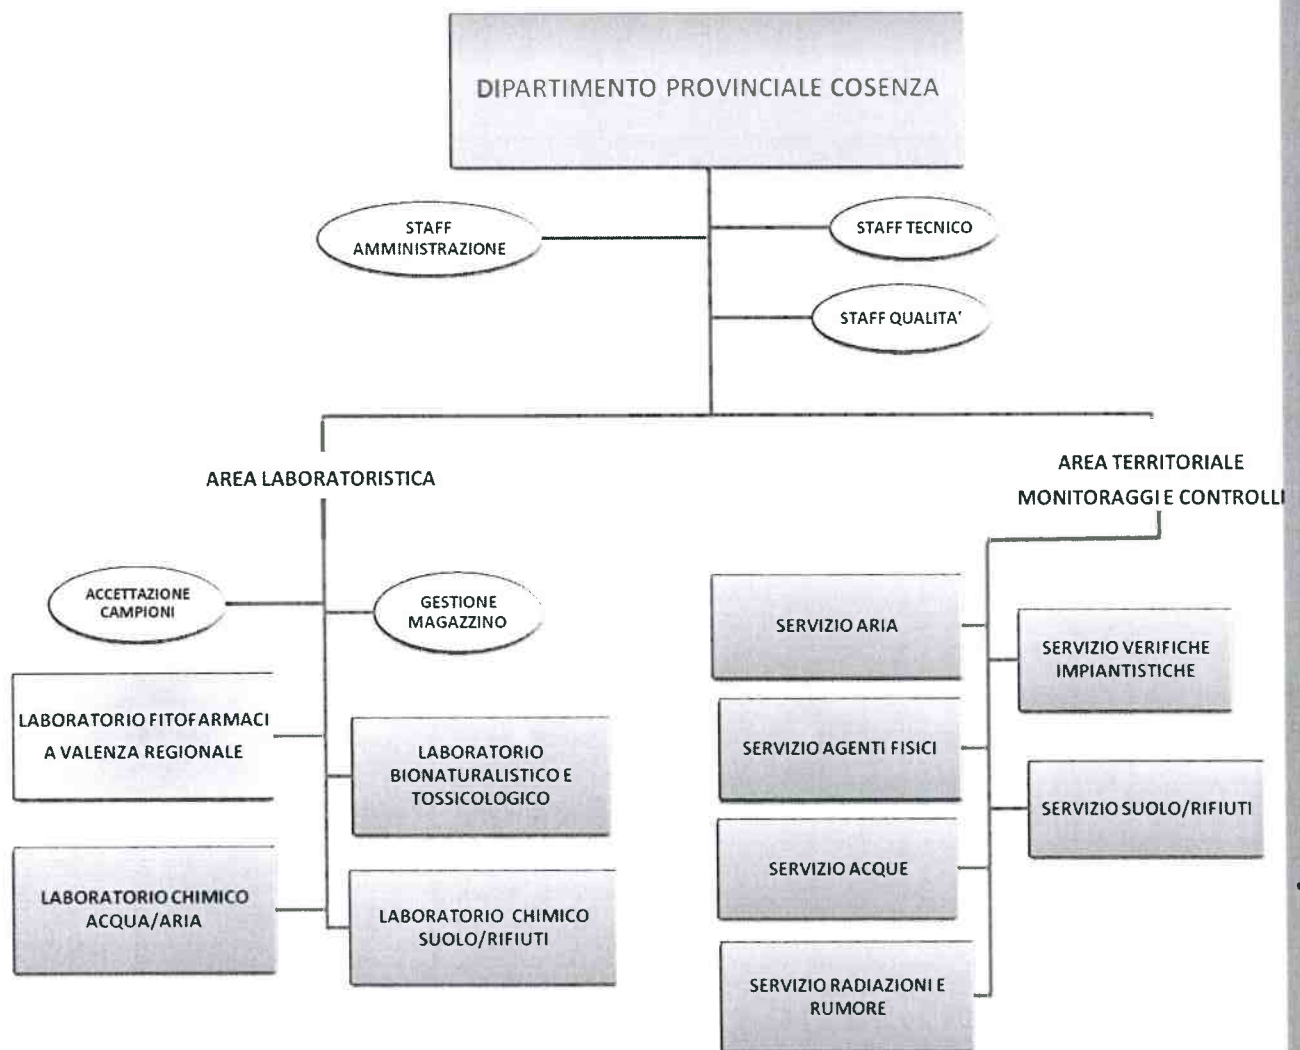 DIPARTIMENTO PROVINCIALE COSENZA
STAFF
AMMINISTRAZIONE
STAFF TECNICO
STAFF QUALITA'
AREA LABORATORISTICA
AREA TERRITORIALE
MONITORAGGI E CONTROLLI
ACCETTAZIONE
CAMPIONI
GESTIONE
MAGAZZINO
LABORATORIO FITOFARMACI
A VALENZA REGIONALE
LABORATORIO
BIONATURALISTICO E
TOSSICOLOGICO
LABORATORIO CHIMICO
ACQUA/ARIA
LABORATORIO CHIMICO
SUOLO/RIFIUTI
SERVIZIO ARIA
SERVIZIO VERIFICHE
IMPIANTISTICHE
SERVIZIO AGENTI FISICI
SERVIZIO SUOLO/RIFIUTI
SERVIZIO ACQUE
SERVIZIO RADIAZIONI E
RUMORE